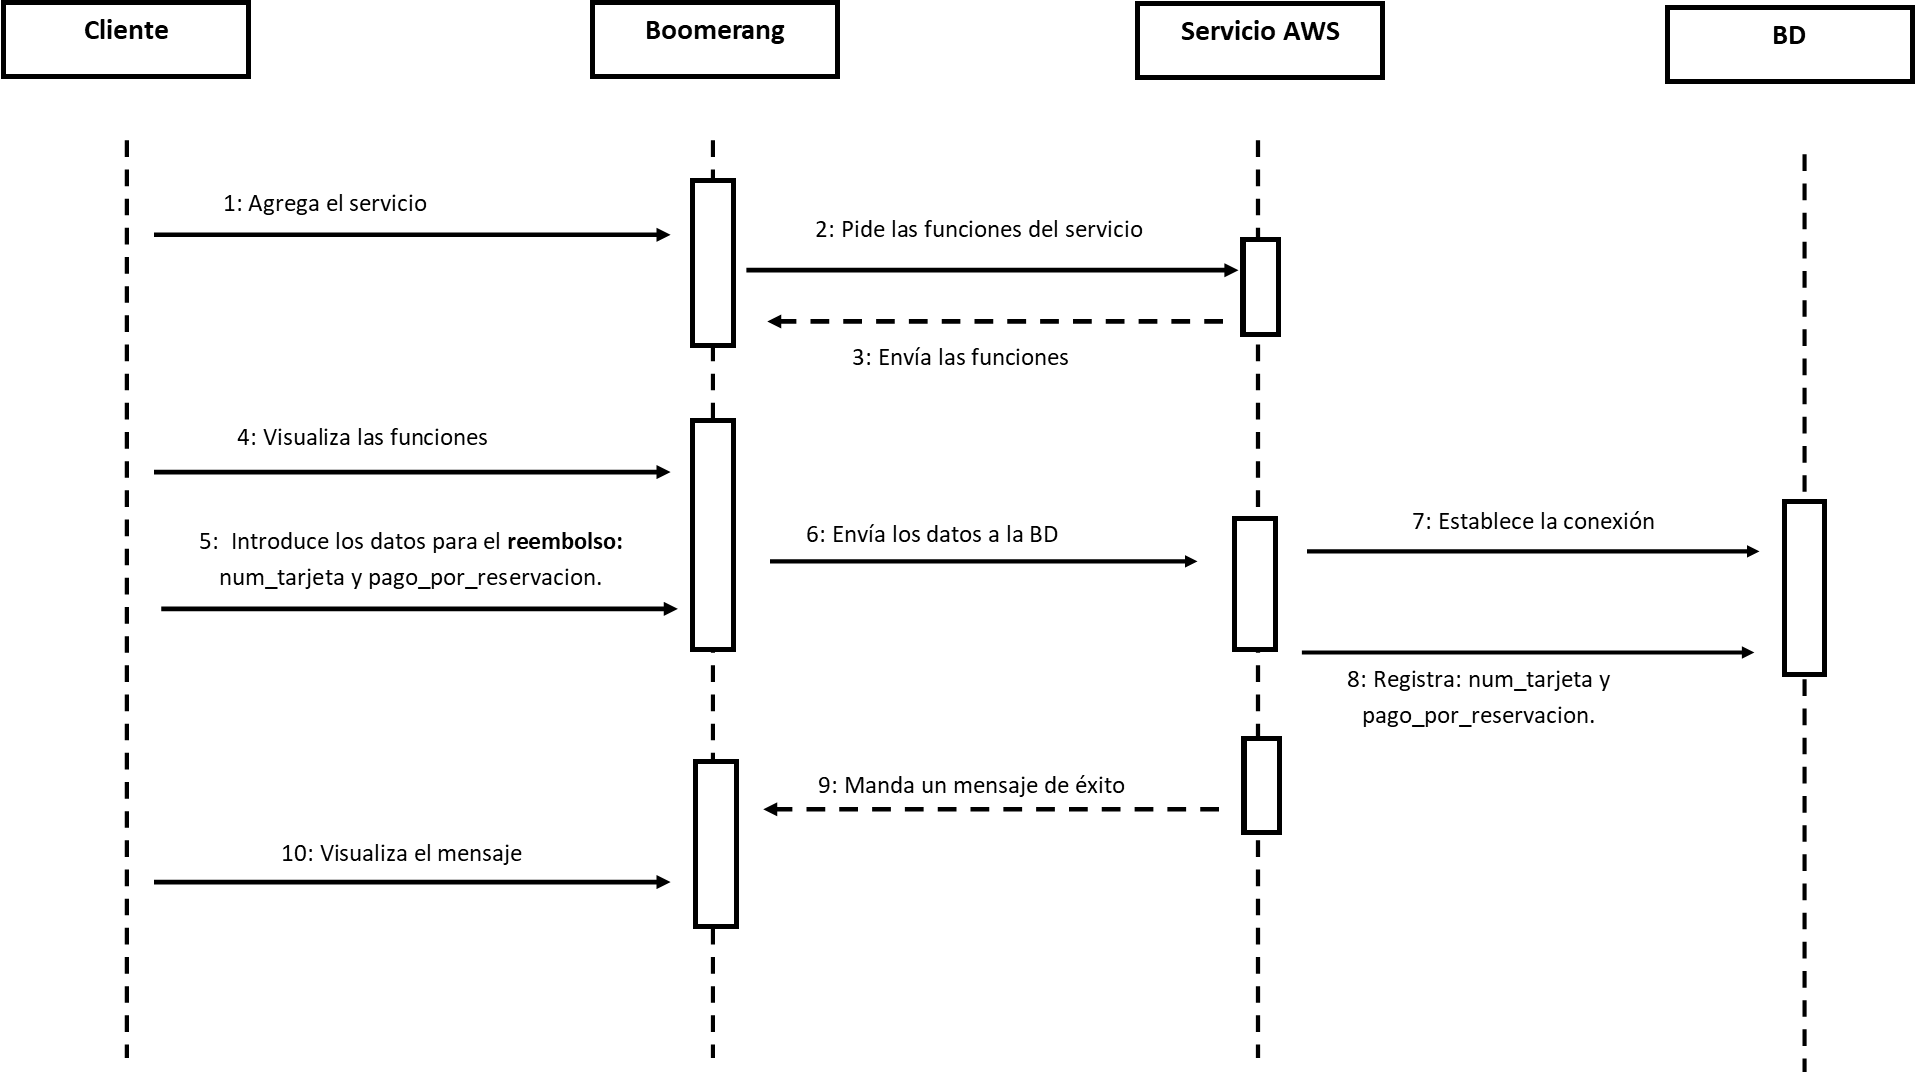 Cliente
Boomerang
Servicio AWS
BD
1: Agrega el servicio
2: Pide las funciones del servicio
3: Envía las funciones
4: Visualiza las funciones
5:  Introduce los datos para el reembolso:
num_tarjeta y pago_por_reservacion.
6: Envía los datos a la BD
7: Establece la conexión
8: Registra: num_tarjeta y
pago_por_reservacion.
9: Manda un mensaje de éxito
10: Visualiza el mensaje